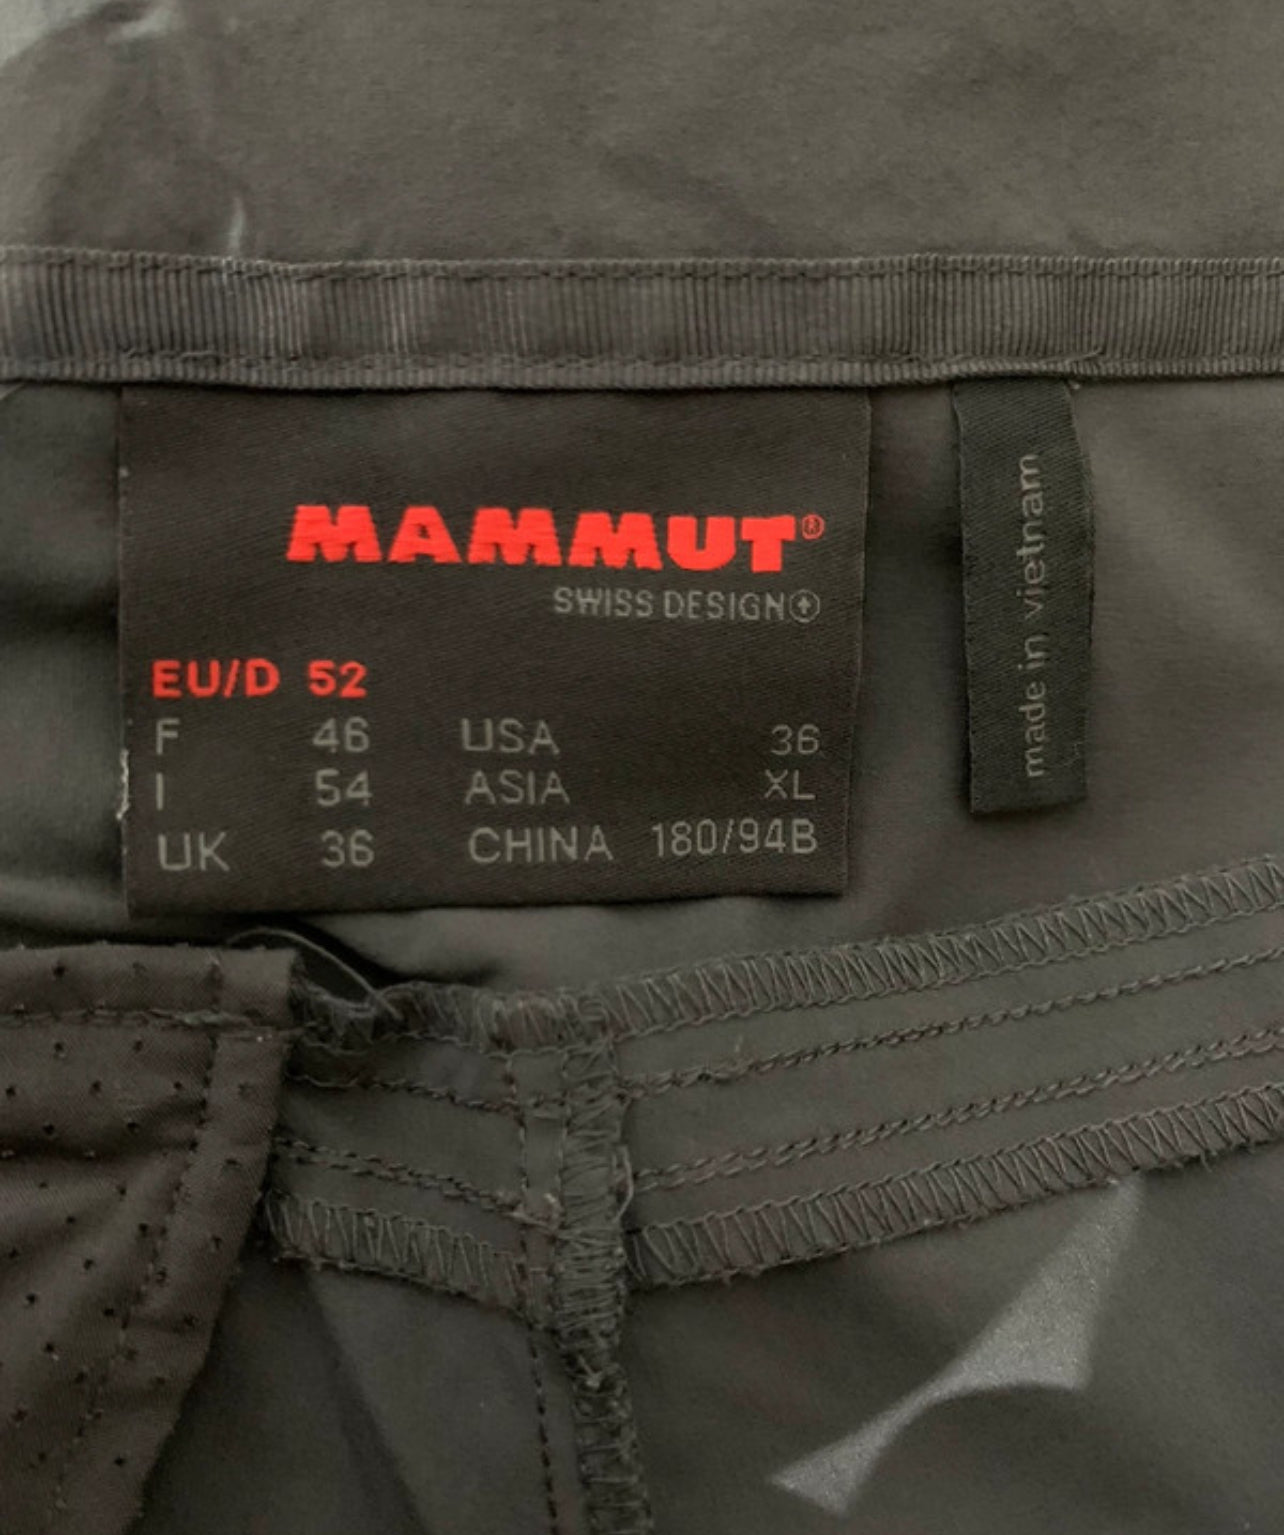 MAMMUT®
SWISS DESIGN
EU/D 52
F 46 USA 36
I 54 ASIA XL
UK 36 CHINA 180/94B
made in vietnam